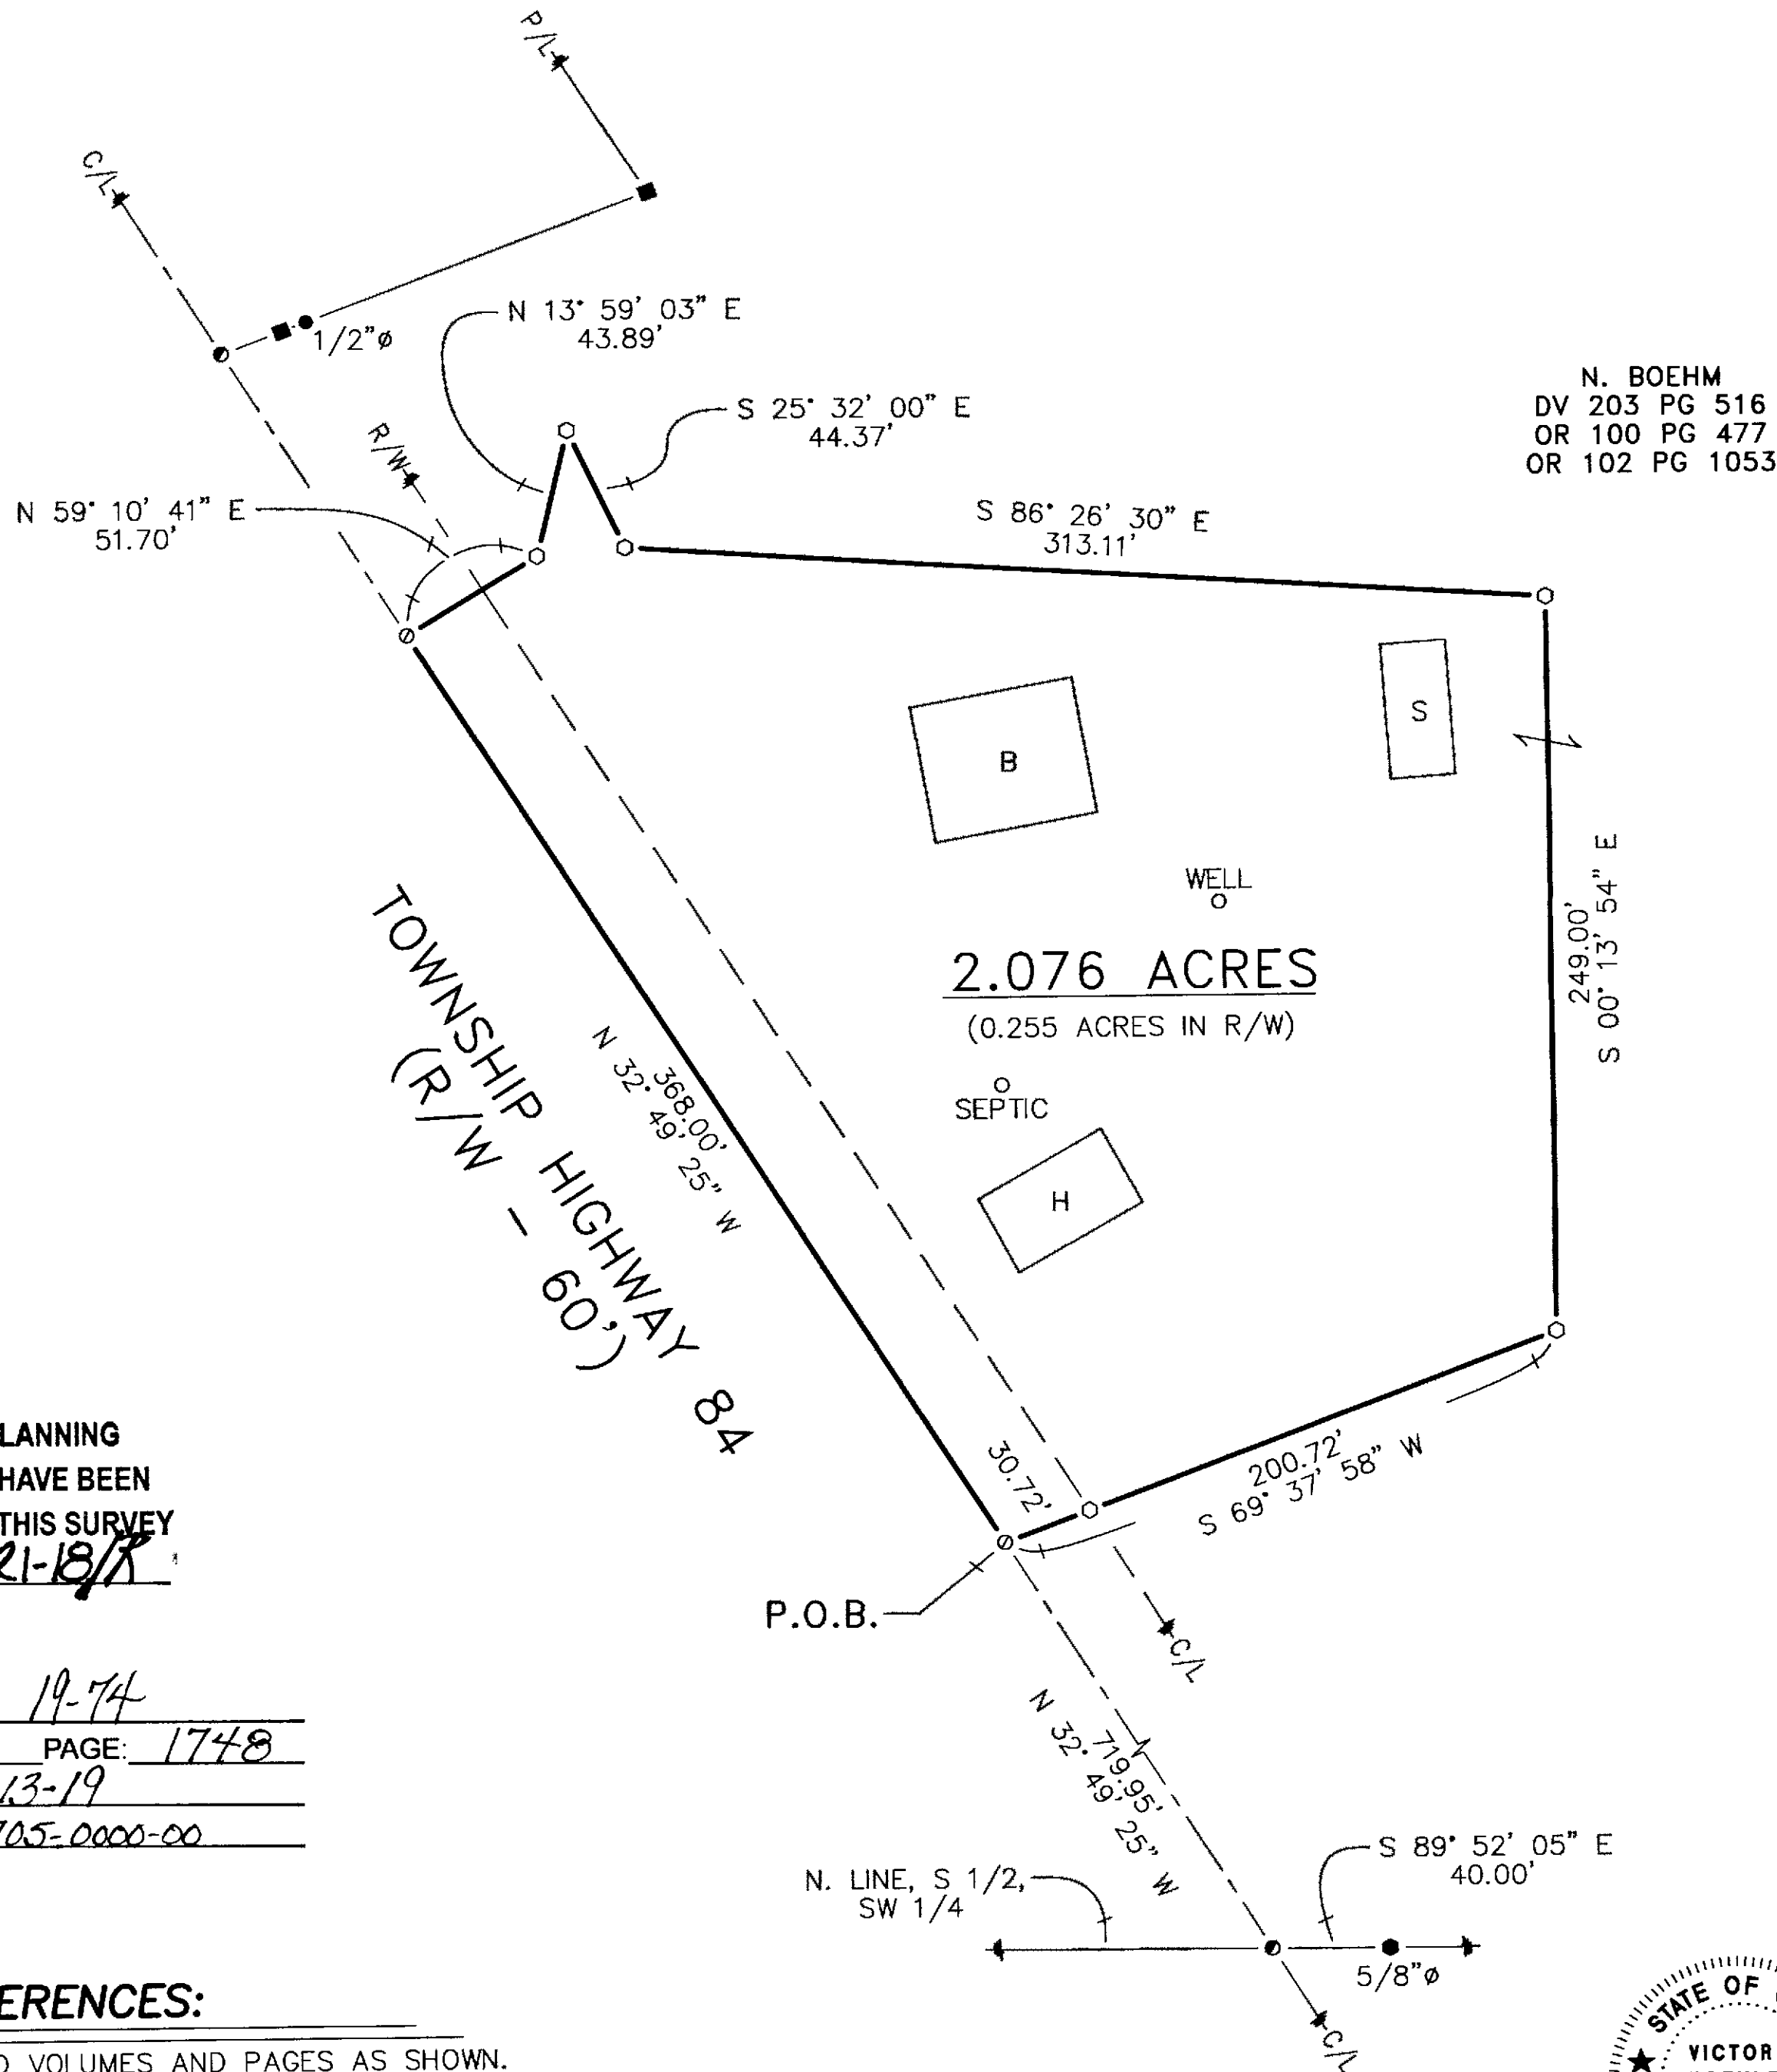 P/L
C/L
1/2"ø
N 13° 59' 03" E
43.89'
S 25° 32' 00" E
44.37'
N. BOEHM
DV 203 PG 516
OR 100 PG 477
OR 102 PG 1053
R/W
N 59° 10' 41" E
51.70'
S 86° 26' 30" E
313.11'
S
B
WELL
249.00'
S 00° 13' 54" E
2.076 ACRES
(0.255 ACRES IN R/W)
TOWNSHIP HIGHWAY 84
(R/W - 60')
368.00'
N 32° 49' 25" W
SEPTIC
H
LANNING
HAVE BEEN
THIS SURVEY
21-18/R
30.72'
200.72'
S 69° 37' 58" W
P.O.B.
C/L
19-74
PAGE: 1748
13-19
705-0000-00
719.95'
N 32° 49' 25" W
N. LINE, S 1/2,
SW 1/4
S 89° 52' 05" E
40.00'
5/8"ø
C/L
ERENCES:
VOLUMES AND PAGES AS SHOWN.
STATE OF
VICTOR